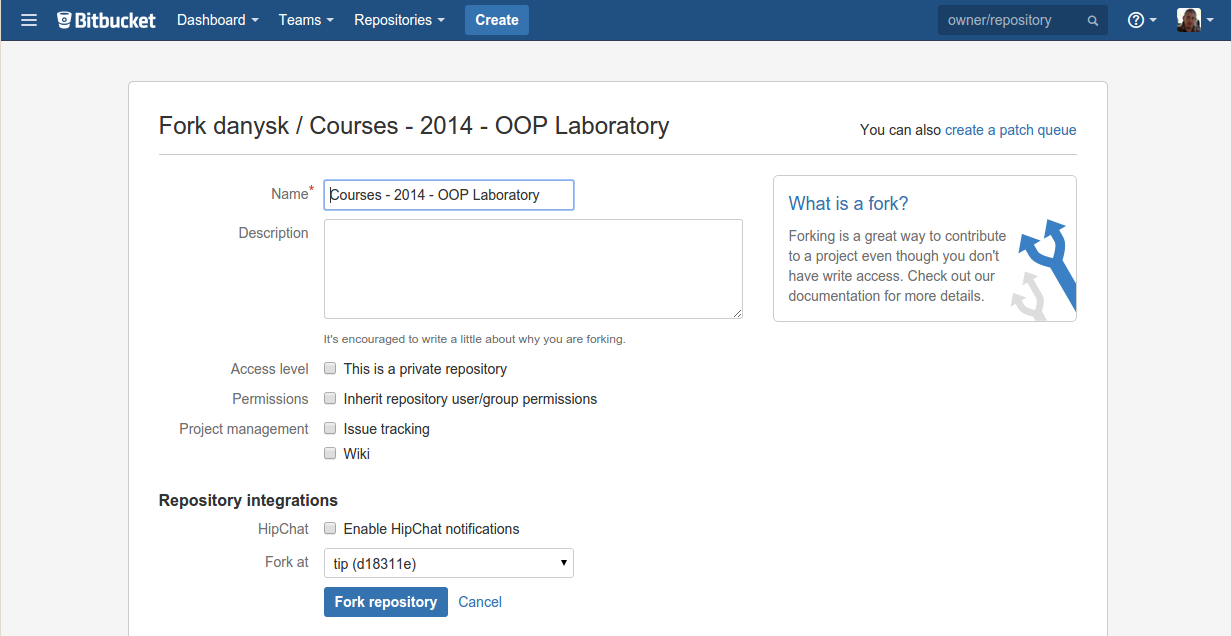 Bitbucket Dashboard Teams Repositories Create owner/repository
Fork danysk / Courses - 2014 - OOP Laboratory
You can also create a patch queue
Name* Courses - 2014 - OOP Laboratory
Description
It's encouraged to write a little about why you are forking.
Access level This is a private repository
Permissions Inherit repository user/group permissions
Project management Issue tracking
Wiki
What is a fork?
Forking is a great way to contribute
to a project even though you don't
have write access. Check out our
documentation for more details.
Repository integrations
HipChat Enable HipChat notifications
Fork at tip (d18311e)
Fork repository Cancel